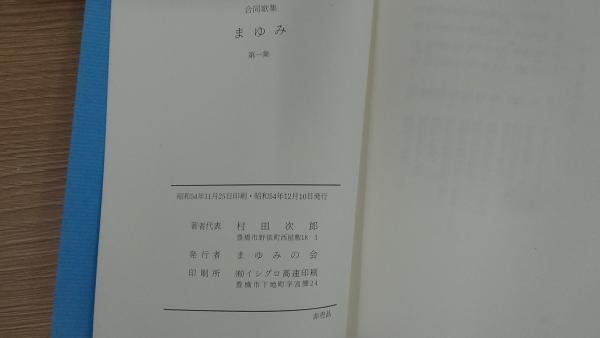 合同歌集
まゆみ
第一集
昭和54年11月25日印刷・昭和54年12月10日発行
著者代表 村田次郎
豊橋市野依町西屋敷18 1
発行者 まゆみの会
印刷所 ㈲イシグロ高速印刷
豊橋市下地町字宮腰24
非売品